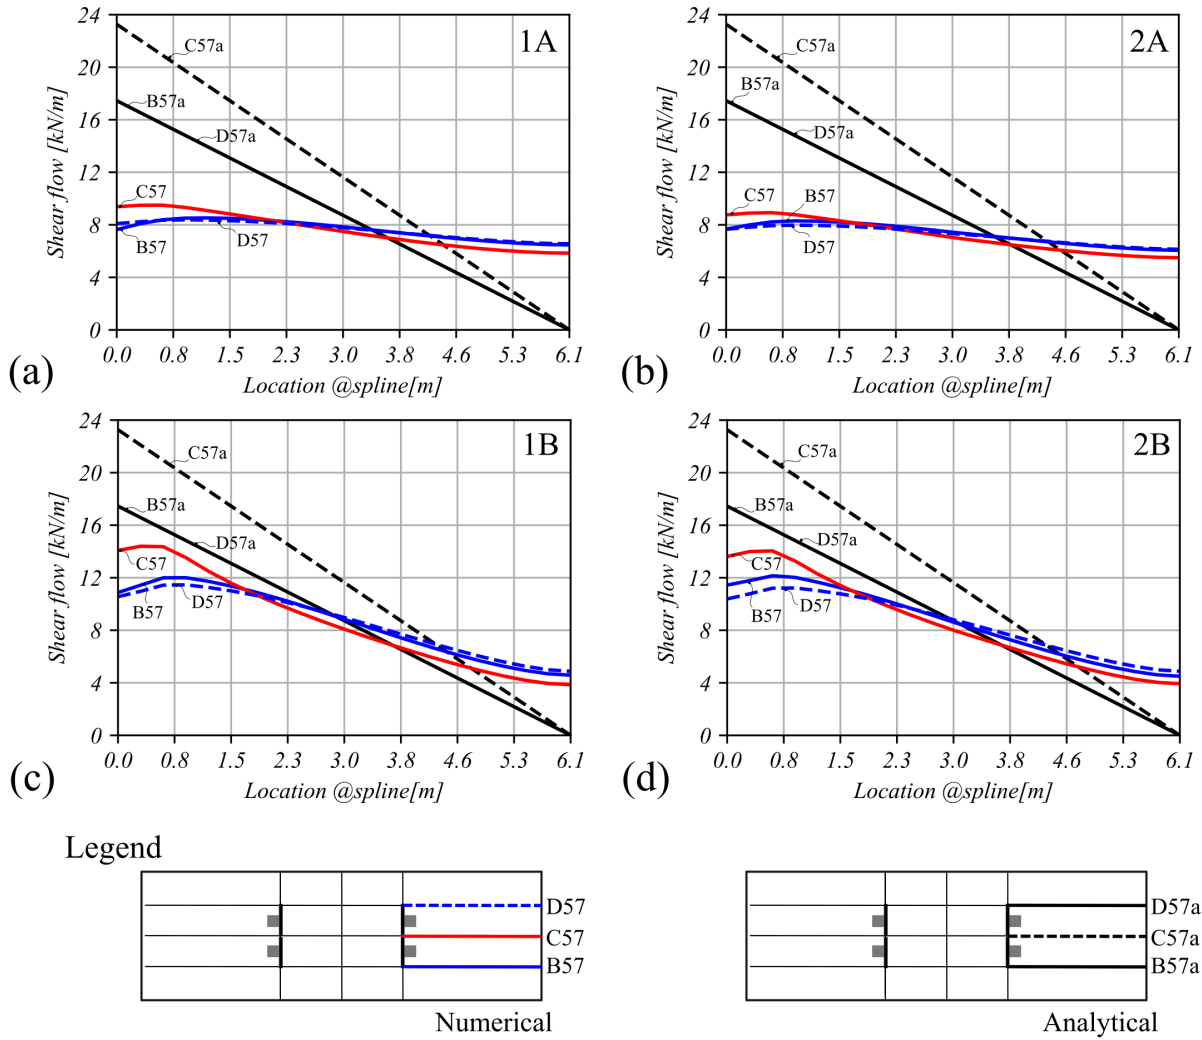 24
20
16
12
8
4
0
Shear flow [kN/m]
1A
C57a
B57a
D57a
C57
B57
D57
0.0 0.8 1.5 2.3 3.0 3.8 4.6 5.3 6.1
Location @spline[m]
(a)
24
20
16
12
8
4
0
Shear flow [kN/m]
2A
C57a
B57a
D57a
C57
B57
D57
0.0 0.8 1.5 2.3 3.0 3.8 4.6 5.3 6.1
Location @spline[m]
(b)
24
20
16
12
8
4
0
Shear flow [kN/m]
1B
C57a
B57a
D57a
C57
B57
D57
0.0 0.8 1.5 2.3 3.0 3.8 4.6 5.3 6.1
Location @spline[m]
(c)
24
20
16
12
8
4
0
Shear flow [kN/m]
2B
C57a
B57a
D57a
C57
B57
D57
0.0 0.8 1.5 2.3 3.0 3.8 4.6 5.3 6.1
Location @spline[m]
(d)
Legend
D57
C57
B57
Numerical
D57a
C57a
B57a
Analytical